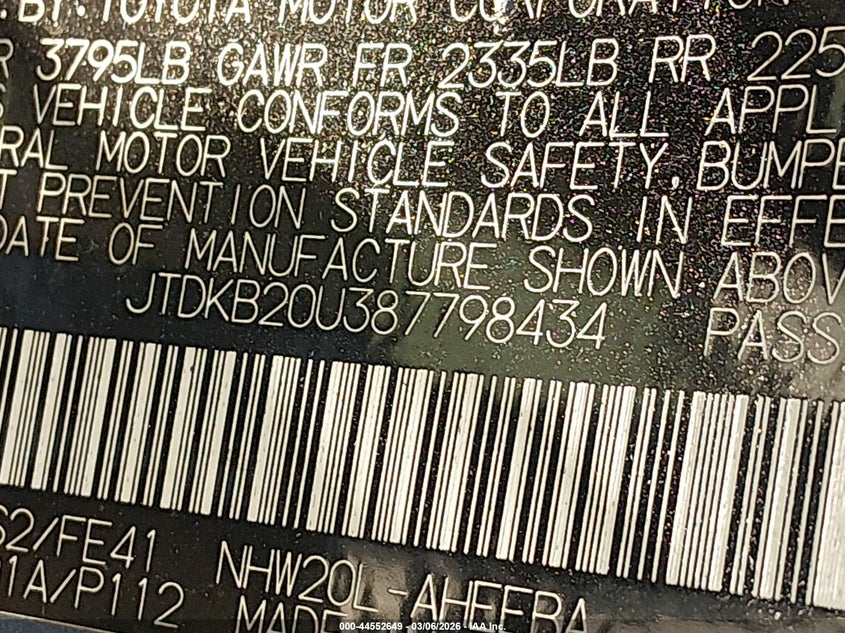 .BY:TOYOTA MOTOR CORPORATION
R 3795LB GAWR FR 2335LB RR 225
S VEHICLE CONFORMS TO ALL APPL
RAL MOTOR VEHICLE SAFETY, BUMPE
T PREVENTION STANDARDS IN EFFE
DATE OF MANUFACTURE SHOWN ABOV
JTDKB20U387798434 PASS
S2/FE41
01A/P112 NHW20L-AHEEBA
MADE
000-44552649 - 03/06/2026 - IAA Inc.